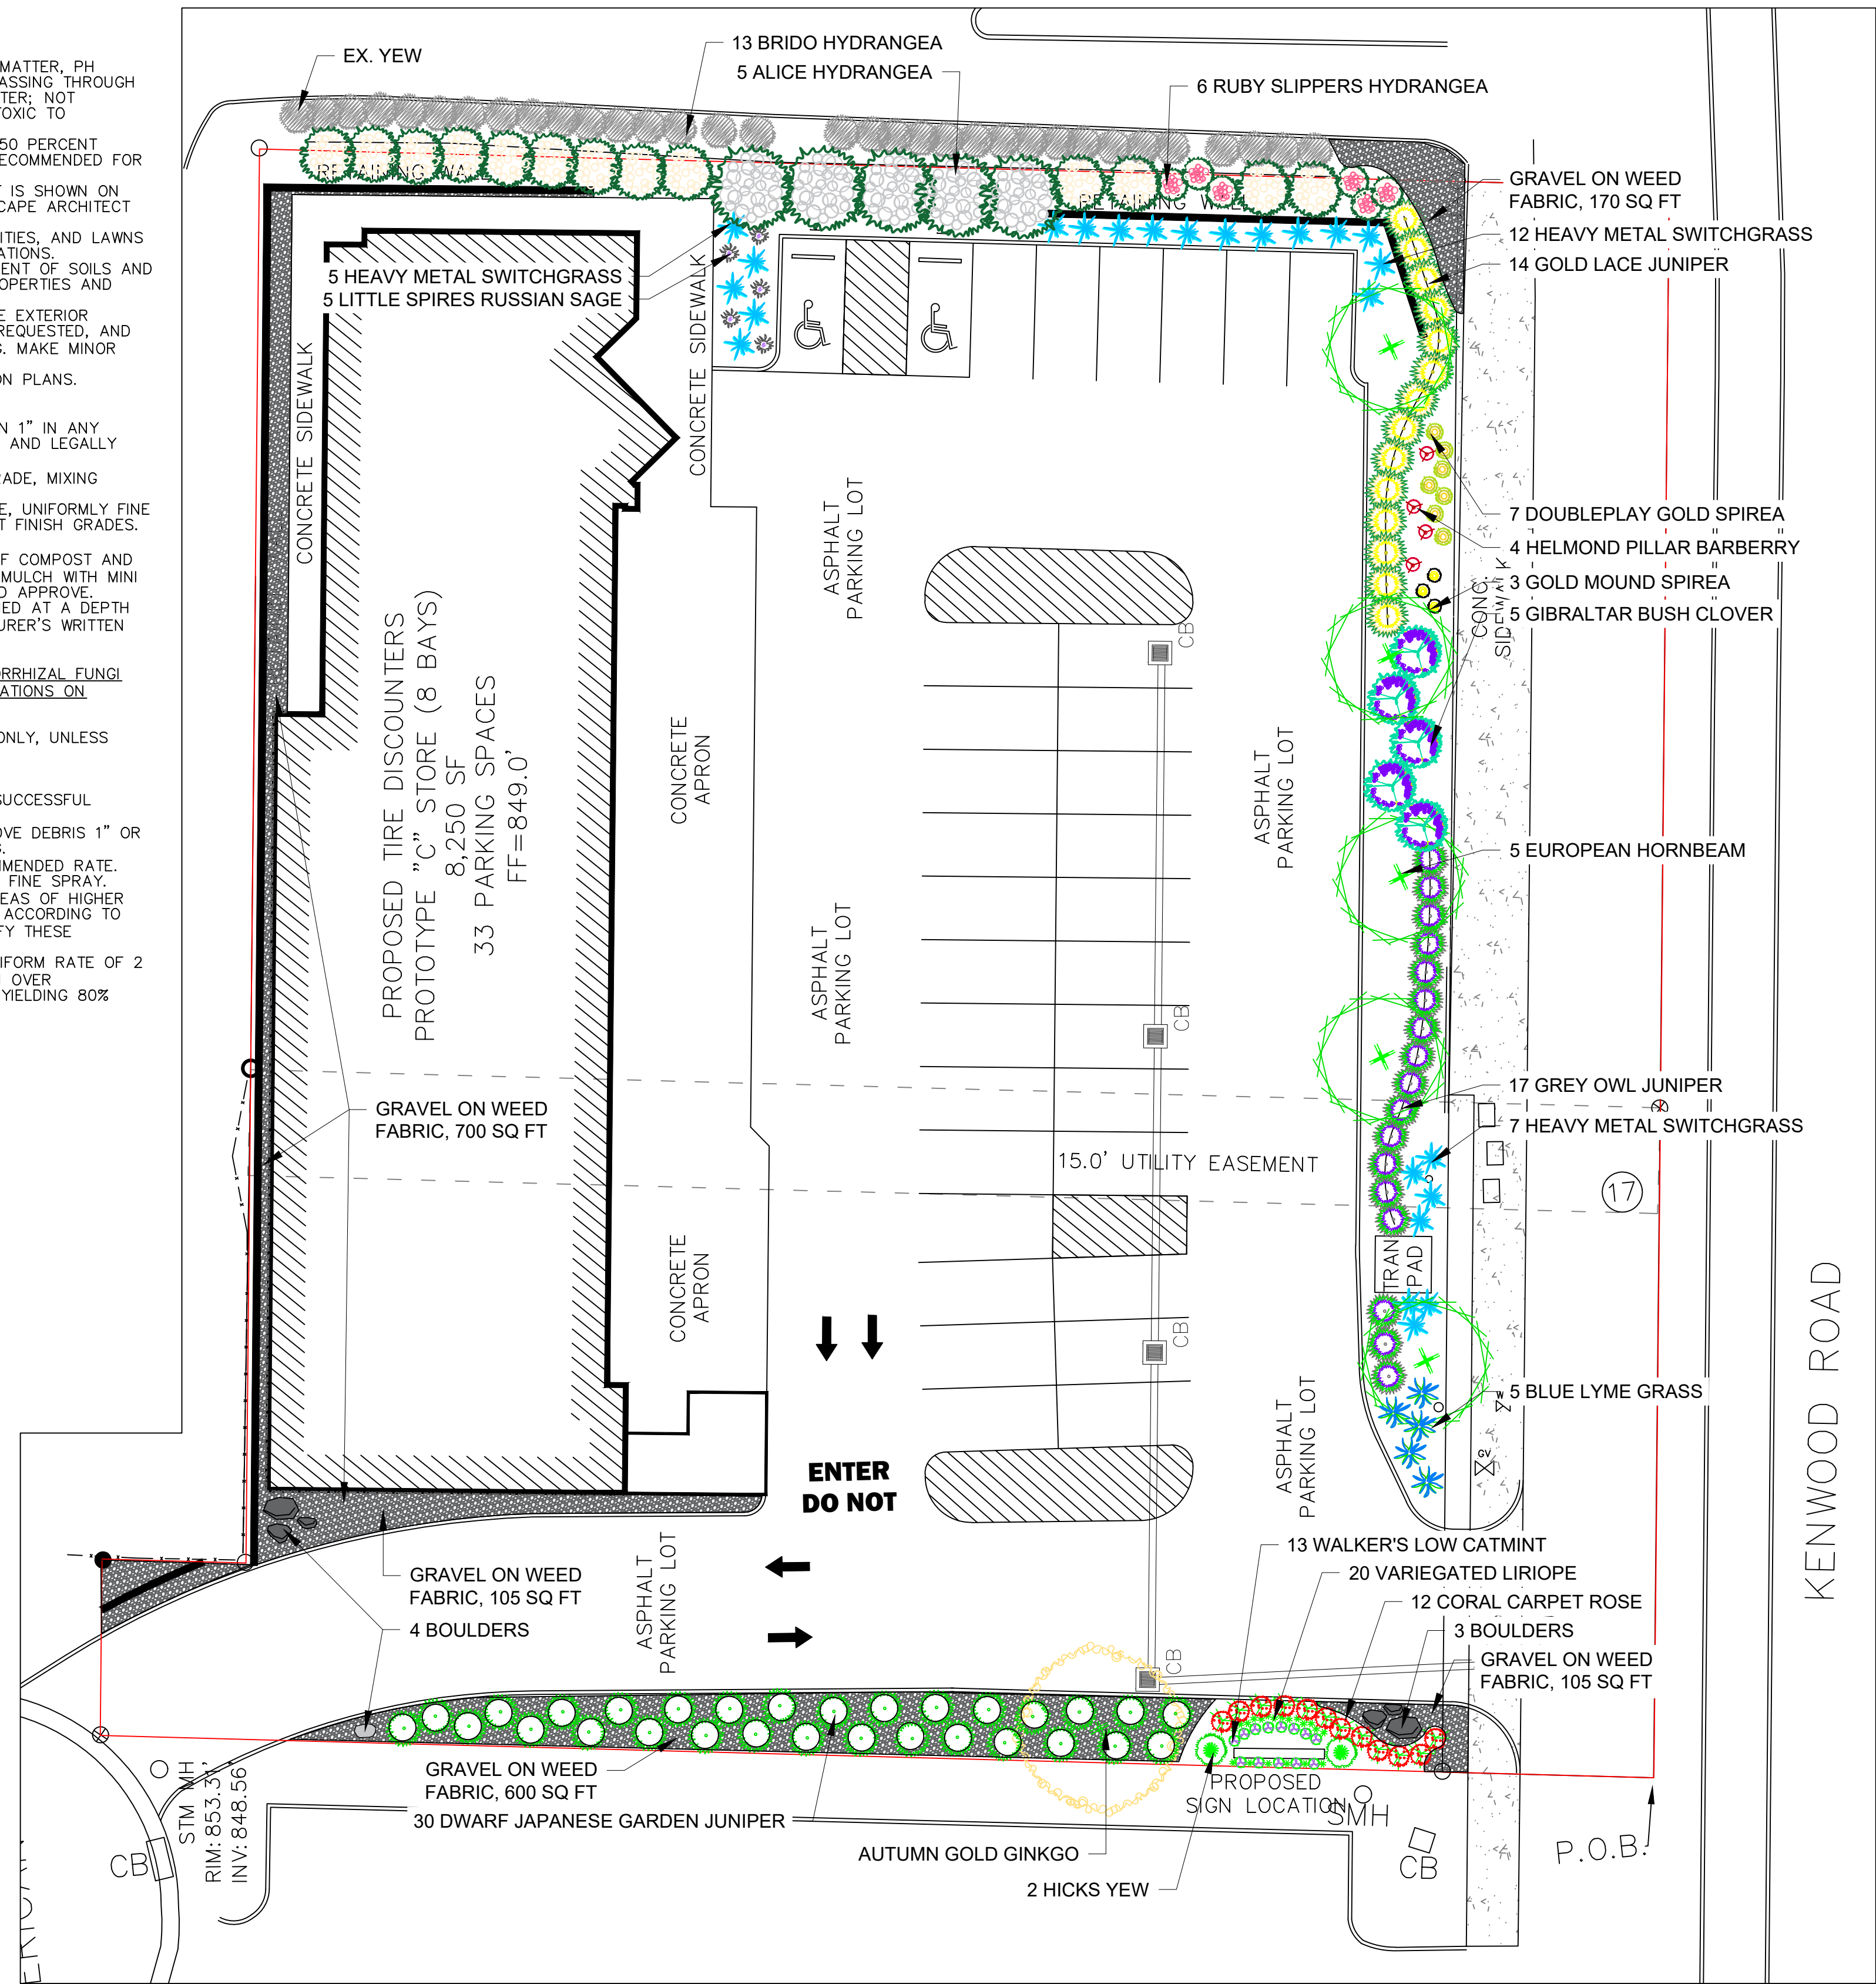 MATTER, PH
ASSING THROUGH
TER; NOT
OXIC TO
50 PERCENT
ECOMMENDED FOR
T IS SHOWN ON
CAPE ARCHITECT
ITIES, AND LAWNS
ATIONS.
ENT OF SOILS AND
OPERTIES AND
E EXTERIOR
REQUESTED, AND
G. MAKE MINOR
ON PLANS.
N 1" IN ANY
AND LEGALLY
RADE, MIXING
E, UNIFORMLY FINE
T FINISH GRADES.
F COMPOST AND
MULCH WITH MINI
O APPROVE.
NED AT A DEPTH
URER'S WRITTEN
ORRHIZAL FUNGI
ATIONS ON
ONLY, UNLESS
SUCCESSFUL
OVE DEBRIS 1" OR
S.
MMENDED RATE.
FINE SPRAY.
EAS OF HIGHER
ACCORDING TO
FY THESE
IFORM RATE OF 2
OVER
YIELDING 80%
EX. YEW
13 BRIDO HYDRANGEA
5 ALICE HYDRANGEA
6 RUBY SLIPPERS HYDRANGEA
RETAINING WALL
RETAINING WALL
GRAVEL ON WEED
FABRIC, 170 SQ FT
12 HEAVY METAL SWITCHGRASS
14 GOLD LACE JUNIPER
5 HEAVY METAL SWITCHGRASS
5 LITTLE SPIRES RUSSIAN SAGE
CONCRETE SIDEWALK
CONCRETE SIDEWALK
7 DOUBLEPLAY GOLD SPIREA
4 HELMOND PILLAR BARBERRY
3 GOLD MOUND SPIREA
5 GIBRALTAR BUSH CLOVER
CONC.
SIDEWALK
ASPHALT
PARKING LOT
PROPOSED TIRE DISCOUNTERS
PROTOTYPE "C" STORE (8 BAYS)
8,250 SF
33 PARKING SPACES
FF=849.0'
CB
CONCRETE
APRON
ASPHALT
PARKING LOT
5 EUROPEAN HORNBEAM
ASPHALT
PARKING LOT
CB
17 GREY OWL JUNIPER
7 HEAVY METAL SWITCHGRASS
GRAVEL ON WEED
FABRIC, 700 SQ FT
15.0' UTILITY EASEMENT
17
TRAN
PAD
CONCRETE
APRON
CB
5 BLUE LYME GRASS
W
GV
KENWOOD ROAD
ASPHALT
PARKING LOT
ENTER
DO NOT
13 WALKER'S LOW CATMINT
20 VARIEGATED LIRIOPE
12 CORAL CARPET ROSE
3 BOULDERS
GRAVEL ON WEED
FABRIC, 105 SQ FT
GRAVEL ON WEED
FABRIC, 105 SQ FT
4 BOULDERS
ASPHALT
PARKING LOT
CB
GRAVEL ON WEED
FABRIC, 600 SQ FT
30 DWARF JAPANESE GARDEN JUNIPER
AUTUMN GOLD GINKGO
2 HICKS YEW
PROPOSED
SIGN LOCATION
SMH
CB
P.O.B.
STM MH
RIM: 853.31'
INV: 848.56'
CB